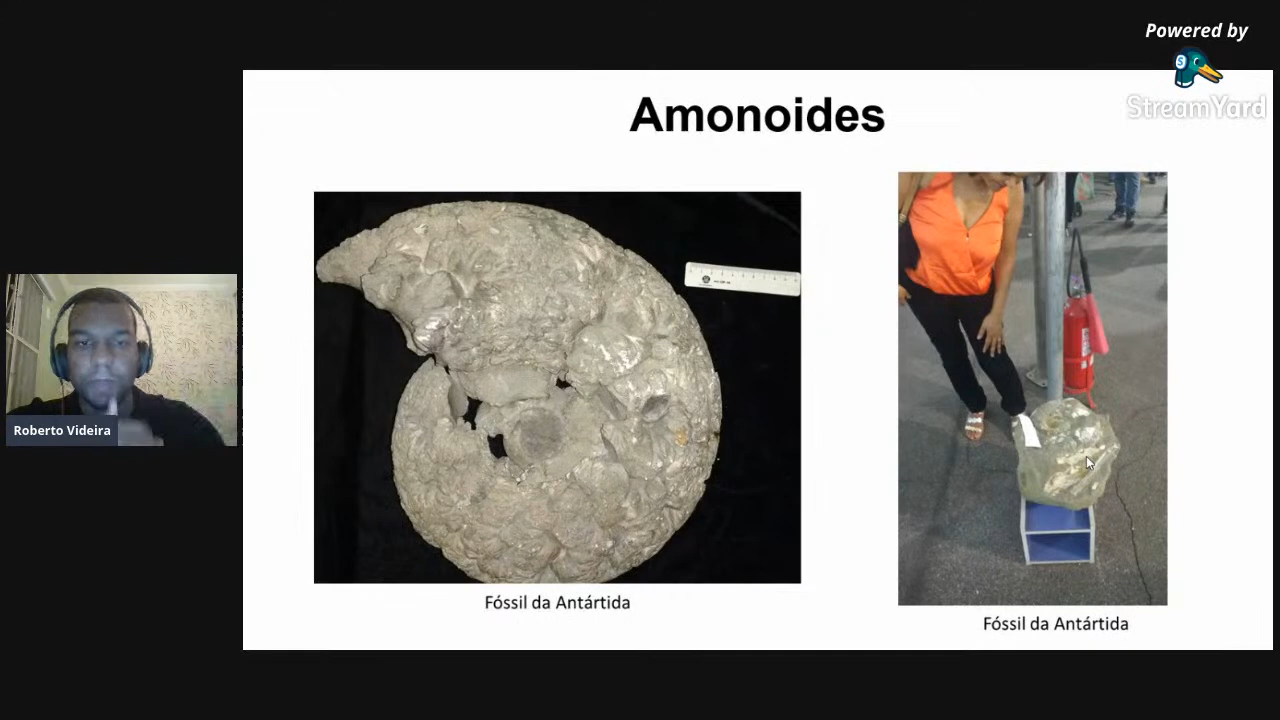 Powered by
StreamYard
Amonoides
Roberto Videira
Fóssil da Antártida
Fóssil da Antártida